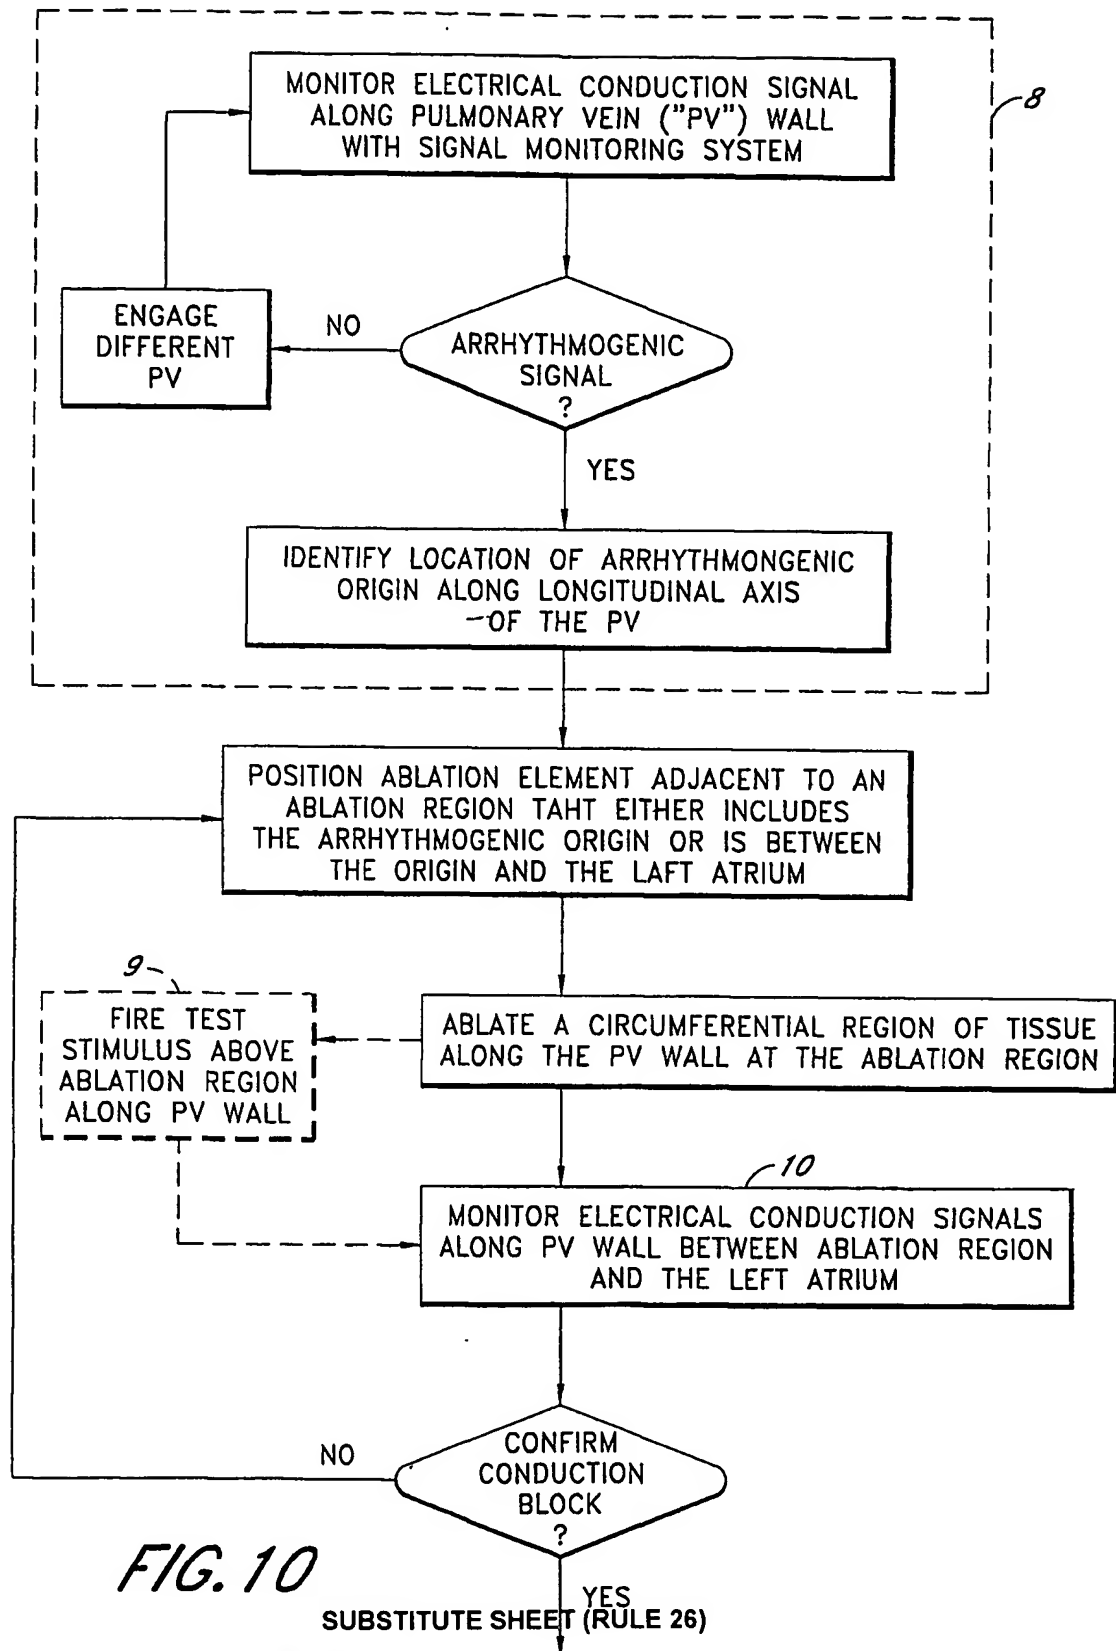 MONITOR ELECTRICAL CONDUCTION SIGNAL
ALONG PULMONARY VEIN ("PV") WALL
WITH SIGNAL MONITORING SYSTEM
8
ENGAGE
DIFFERENT
PV
NO
ARRHYTHMOGENIC
SIGNAL
?
YES
IDENTIFY LOCATION OF ARRHYTHMONGENIC
ORIGIN ALONG LONGITUDINAL AXIS
OF THE PV
POSITION ABLATION ELEMENT ADJACENT TO AN
ABLATION REGION TAHT EITHER INCLUDES
THE ARRHYTHMOGENIC ORIGIN OR IS BETWEEN
THE ORIGIN AND THE LAFT ATRIUM
9
FIRE TEST
STIMULUS ABOVE
ABLATION REGION
ALONG PV WALL
ABLATE A CIRCUMFERENTIAL REGION OF TISSUE
ALONG THE PV WALL AT THE ABLATION REGION
10
MONITOR ELECTRICAL CONDUCTION SIGNALS
ALONG PV WALL BETWEEN ABLATION REGION
AND THE LEFT ATRIUM
NO
CONFIRM
CONDUCTION
BLOCK
?
FIG. 10
YES
SUBSTITUTE SHEET (RULE 26)